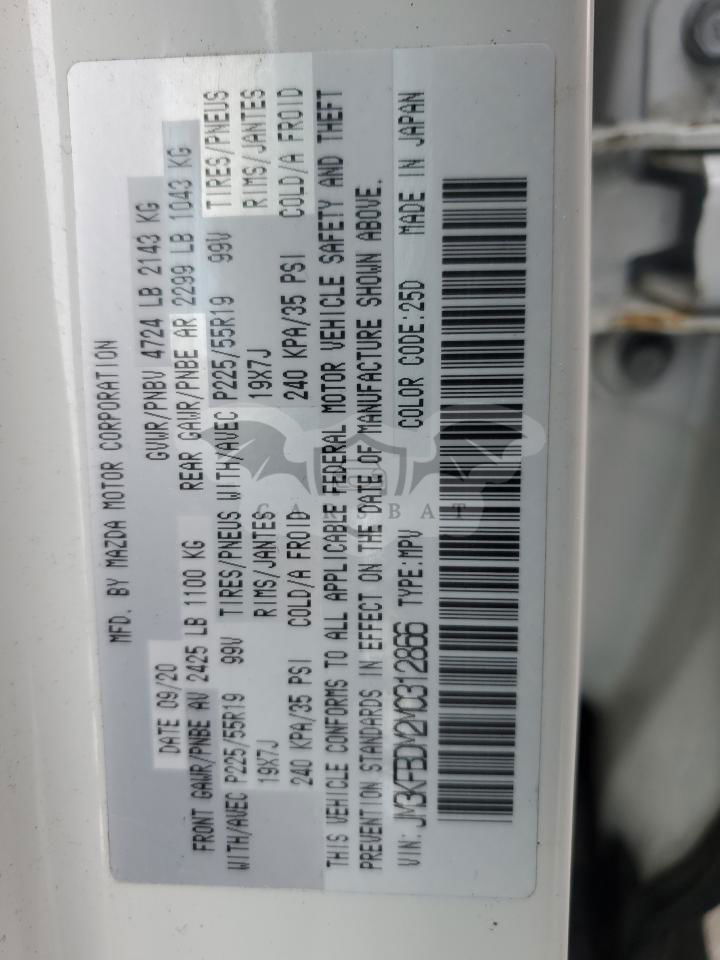 MFD. BY MAZDA MOTOR CORPORATION
DATE 09/20 GVWR/PNBV 4724 LB 2143 KG
FRONT GAWR/PNBE AV 2425 LB 1100 KG REAR GAWR/PNBE AR 2299 LB 1043 KG
WITH/AVEC P225/55R19 99V TIRES/PNEUS WITH/AVEC P225/55R19 99V TIRES/PNEUS
19X7J RIMS/JANTES 19X7J RIMS/JANTES
240 KPA/35 PSI COLD/A FROID 240 KPA/35 PSI COLD/A FROID
THIS VEHICLE CONFORMS TO ALL APPLICABLE FEDERAL MOTOR VEHICLE SAFETY AND THEFT
PREVENTION STANDARDS IN EFFECT ON THE DATE OF MANUFACTURE SHOWN ABOVE.
VIN: JM3KFBDM2M0312866 TYPE:MPV COLOR CODE:25D MADE IN JAPAN
CARSBAT